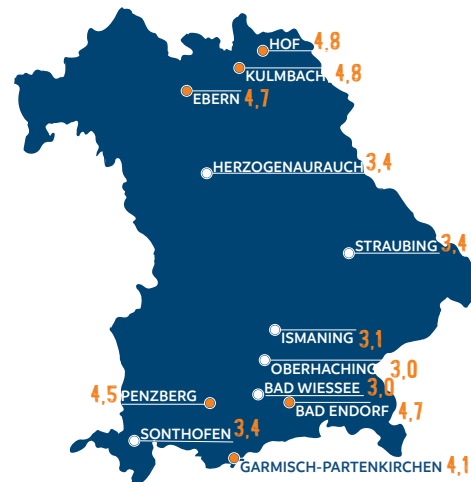 HOF 4,8
KULMBACH 4,8
EBERN 4,7
HERZOGENAURAUCH 3,4
STRAUBING 3,4
ISMANING 3,1
OBERHACHING 3,0
BAD WIESSEE 3,0
4,5 PENZBERG
BAD ENDORF 4,7
SONTHOFEN 3,4
GARMISCH-PARTENKIRCHEN 4,1